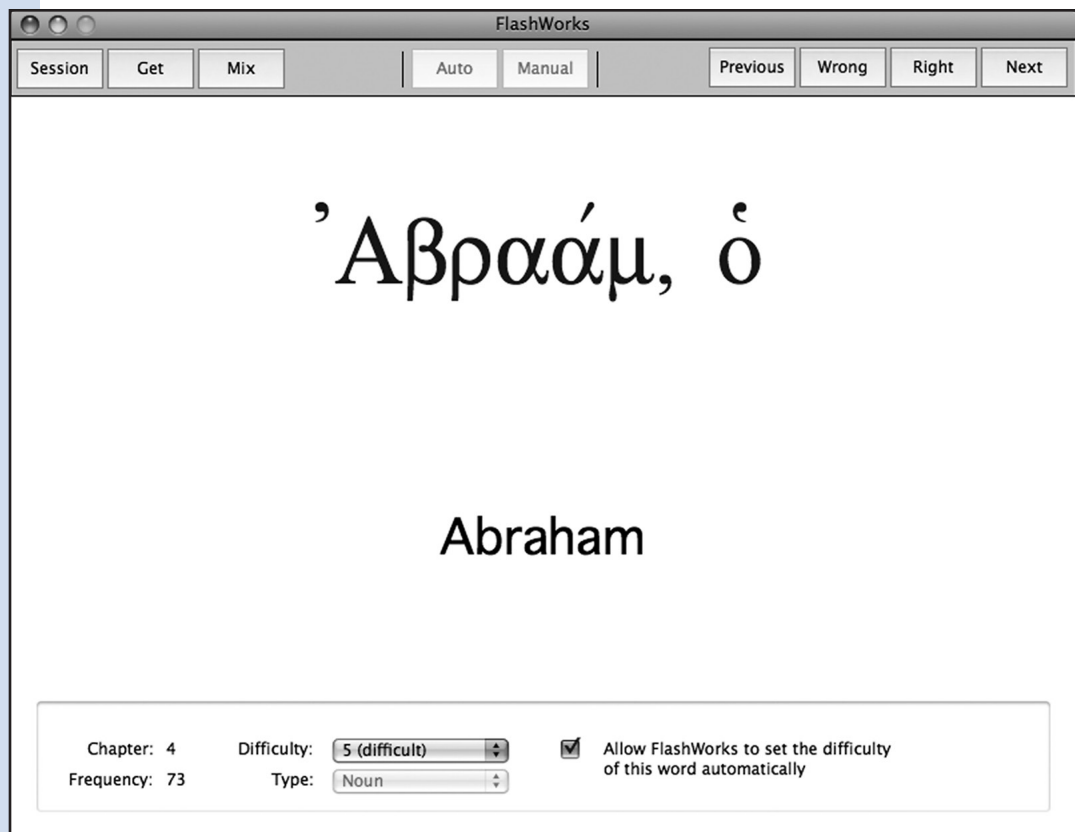 FlashWorks
Session Get Mix Auto Manual Previous Wrong Right Next
Ἀβραάμ, ὁ
Abraham
Chapter: 4 Difficulty: 5 (difficult) Allow FlashWorks to set the difficulty
Frequency: 73 Type: Noun of this word automatically